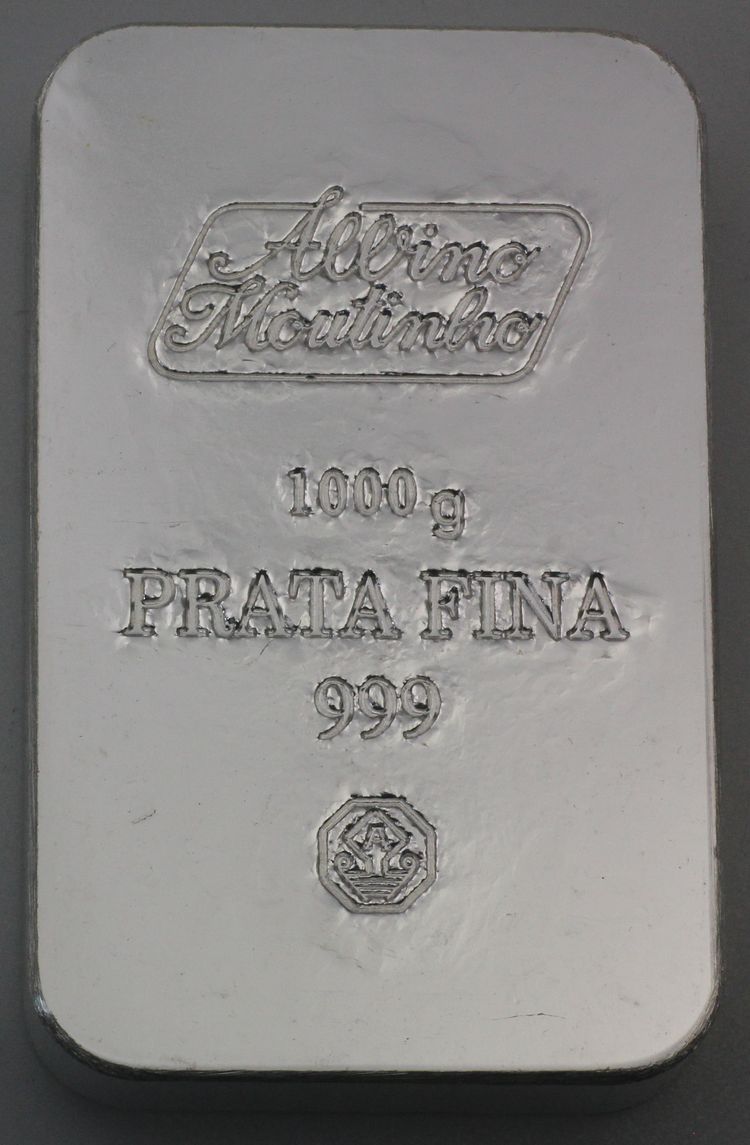 Albino
Moutinho
1000 g
PRATA FINA
999